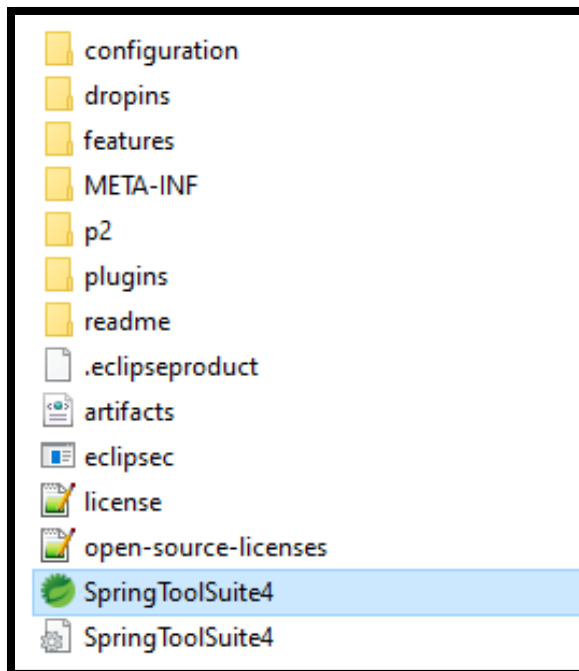 configuration
dropins
features
META-INF
p2
plugins
readme
.eclipseproduct
artifacts
eclipsec
license
open-source-licenses
SpringToolSuite4
SpringToolSuite4